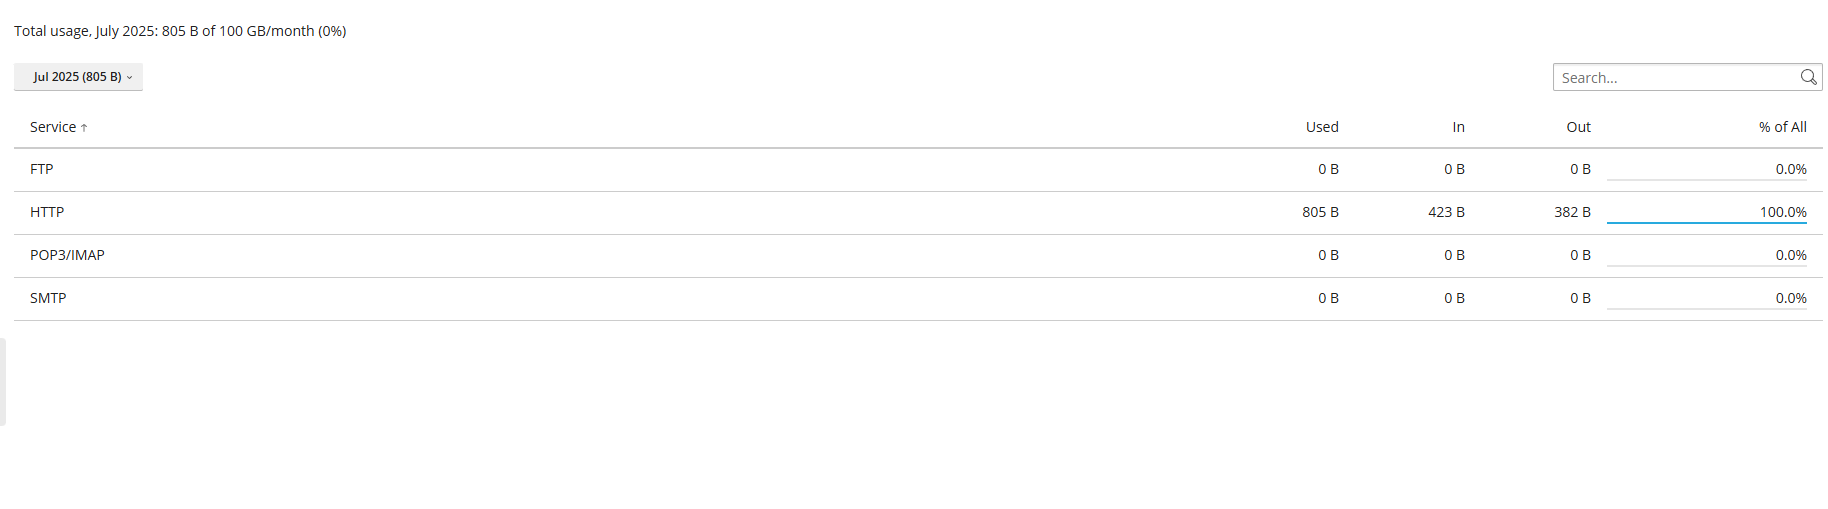 Total usage, July 2025: 805 B of 100 GB/month (0%)
Jul 2025 (805 B)
Search...
Service ↑ Used In Out % of All
FTP 0 B 0 B 0 B 0.0%
HTTP 805 B 423 B 382 B 100.0%
POP3/IMAP 0 B 0 B 0 B 0.0%
SMTP 0 B 0 B 0 B 0.0%